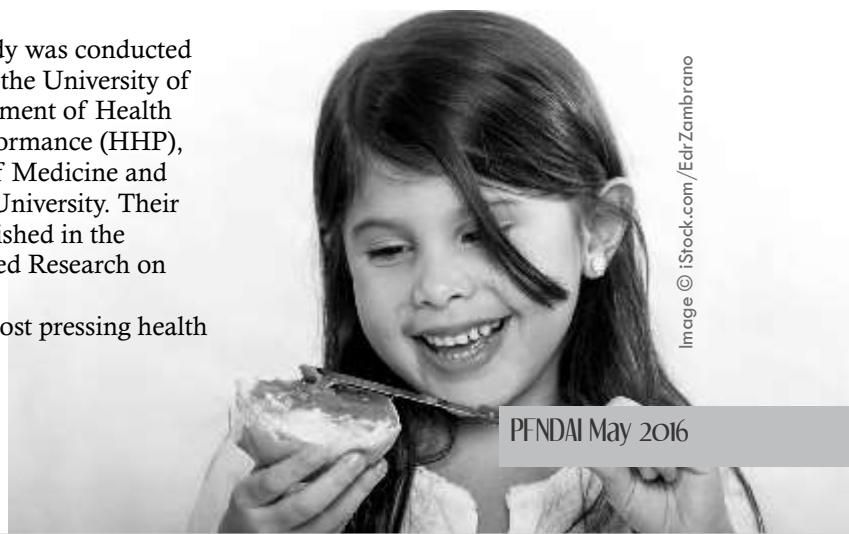 dy was conducted
the University of
ment of Health
ormance (HHP),
f Medicine and
University. Their
ished in the
ed Research on
ost pressing health
Image © iStock.com/EdrZambrano
PFNDAI May 2016